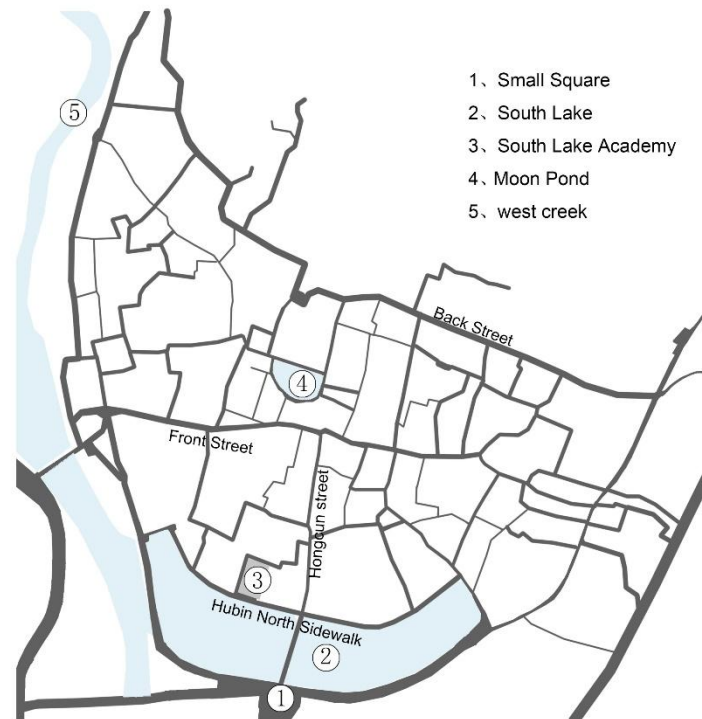 1、Small Square
2、South Lake
3、South Lake Academy
4、Moon Pond
5、west creek
⑤
Back Street
④
Front Street
Hongcun street
③
Hubin North Sidewalk
②
①